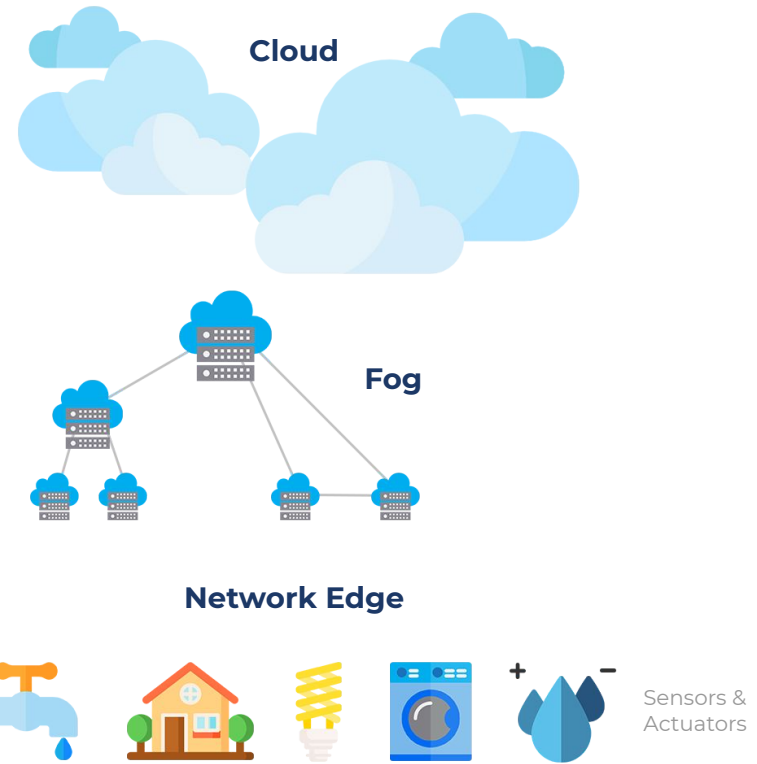 Cloud
Fog
Network Edge
+ −
Sensors &
Actuators